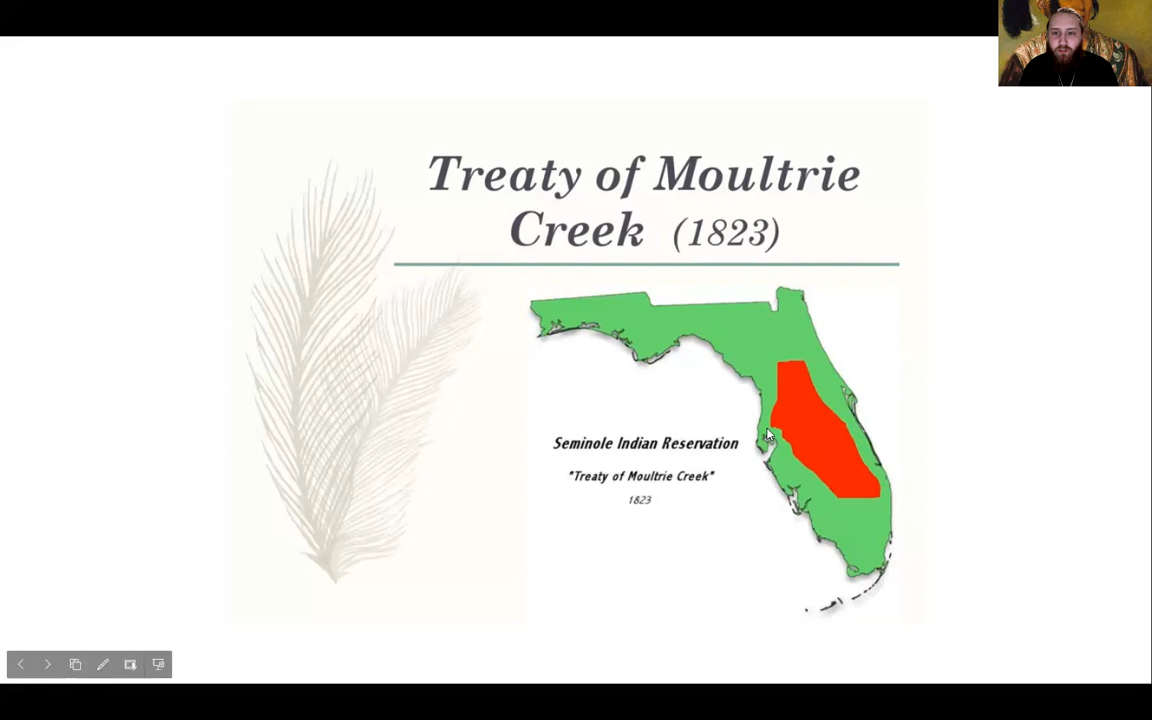 Treaty of Moultrie
Creek (1823)
Seminole Indian Reservation
"Treaty of Moultrie Creek"
1823